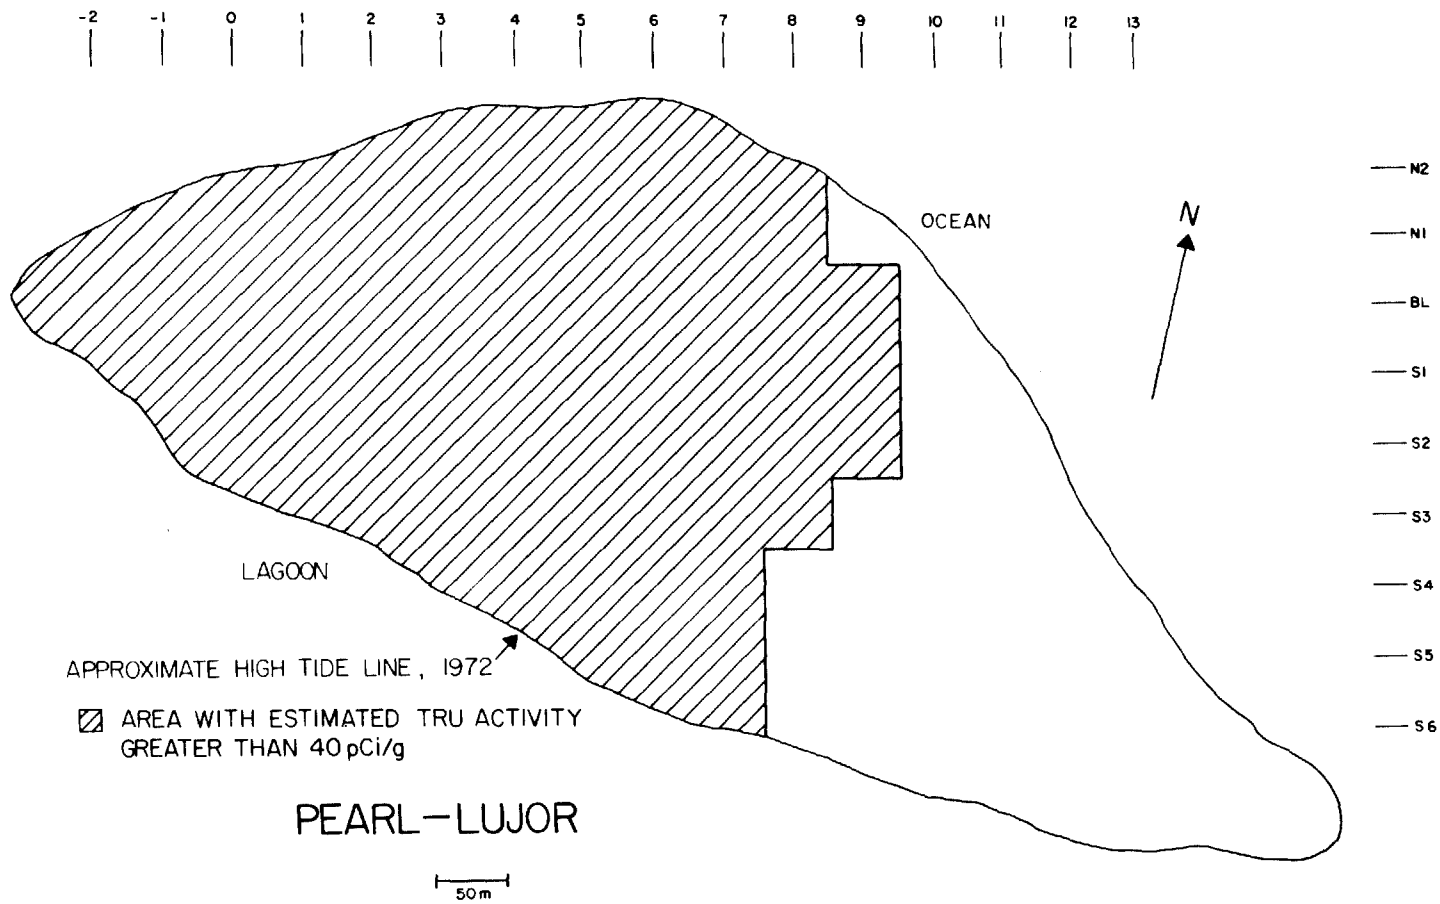 -2 -1 0 1 2 3 4 5 6 7 8 9 10 11 12 13
N2
N
OCEAN
N1
BL
S1
S2
S3
LAGOON
S4
S5
APPROXIMATE HIGH TIDE LINE, 1972
AREA WITH ESTIMATED TRU ACTIVITY
GREATER THAN 40 pCi/g
S6
PEARL-LUJOR
50 m